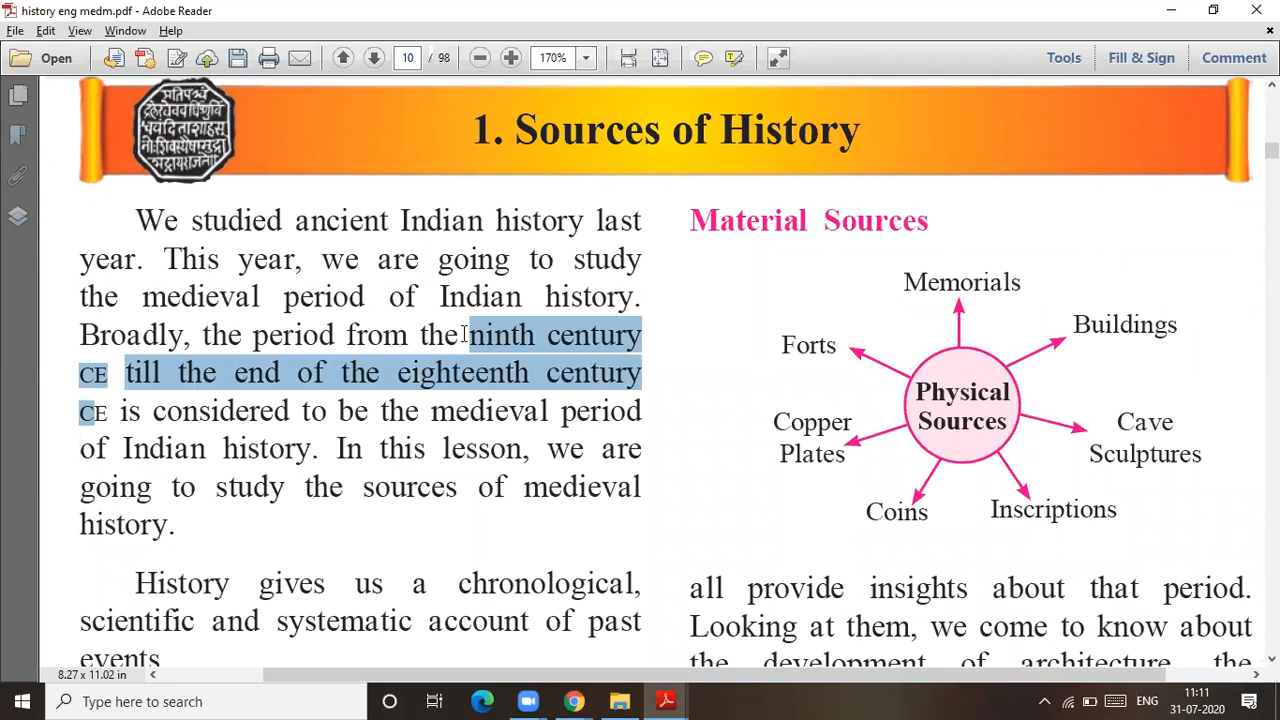 history eng medm.pdf - Adobe Reader
File Edit View Window Help
Open
10 / 98
170%
Tools Fill & Sign Comment
1. Sources of History
We studied ancient Indian history last
year. This year, we are going to study
the medieval period of Indian history.
Broadly, the period from the ninth century
CE till the end of the eighteenth century
CE is considered to be the medieval period
of Indian history. In this lesson, we are
going to study the sources of medieval
history.
History gives us a chronological,
scientific and systematic account of past
events
Material Sources
Memorials
Buildings
Forts
Physical
Sources
Copper
Plates
Cave
Sculptures
Coins
Inscriptions
all provide insights about that period.
Looking at them, we come to know about
the development of architecture, the
8.27 x 11.02 in
Type here to search
ENG
11:11
31-07-2020